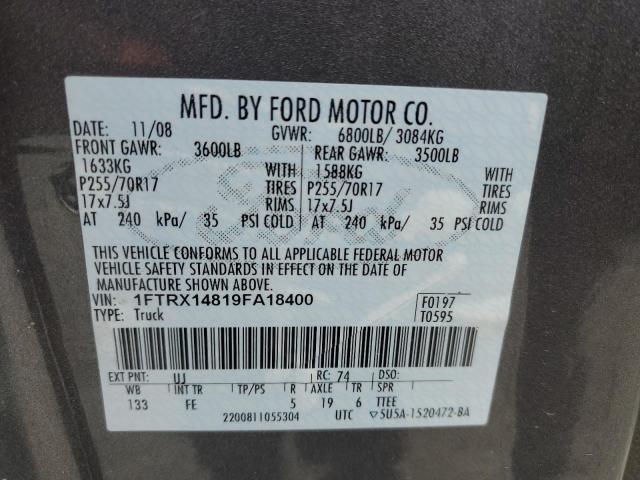 MFD. BY FORD MOTOR CO.
DATE: 11/08 GVWR: 6800LB/ 3084KG
FRONT GAWR: 3600LB REAR GAWR: 3500LB
1633KG WITH 1588KG WITH
P255/70R17 TIRES P255/70R17 TIRES
17x7.5J RIMS 17x7.5J RIMS
AT 240 kPa/ 35 PSI COLD AT 240 kPa/ 35 PSI COLD
THIS VEHICLE CONFORMS TO ALL APPLICABLE FEDERAL MOTOR
VEHICLE SAFETY STANDARDS IN EFFECT ON THE DATE OF
MANUFACTURE SHOWN ABOVE.
VIN: 1FTRX14819FA18400 F0197
TYPE: Truck T0595
EXT PNT: UJ RC: 74 DSO:
WB INT TR TP/PS R AXLE TR SPR
133 FE 5 19 6 TTEE
2200811055304 UTC ▽5U5A-1520472-BA